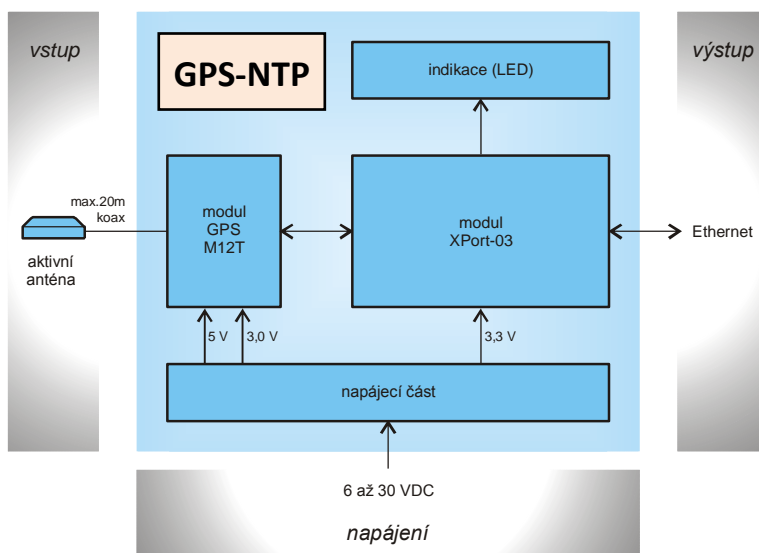 vstup
GPS-NTP
indikace (LED)
výstup
max.20m
koax
modul
GPS
M12T
modul
XPort-03
Ethernet
aktivní
anténa
5 V
3,0 V
3,3 V
napájecí část
6 až 30 VDC
napájení